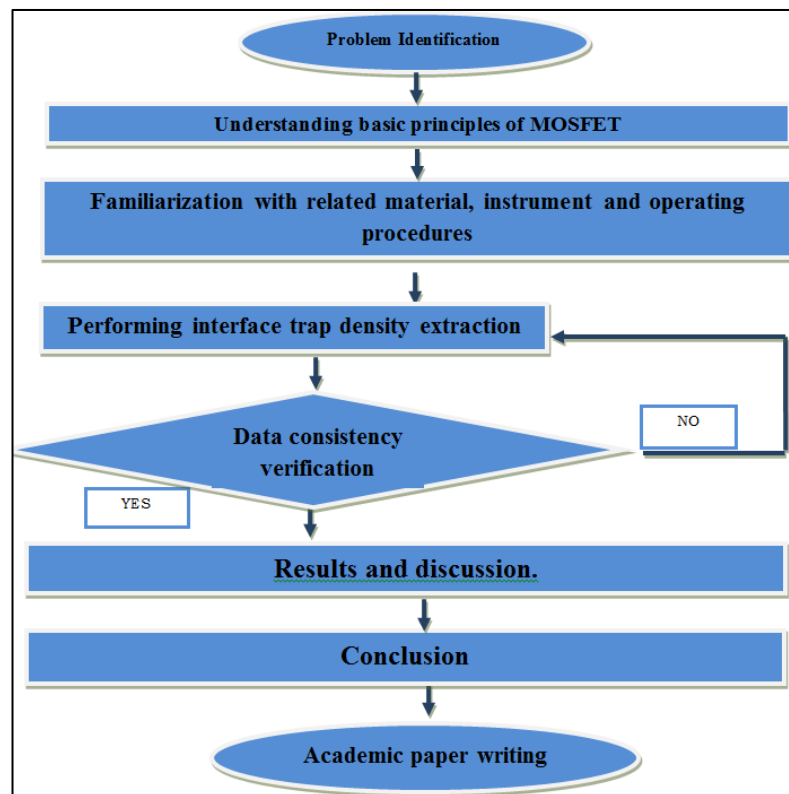 Problem Identification
Understanding basic principles of MOSFET
Familiarization with related material, instrument and operating
procedures
Performing interface trap density extraction
Data consistency
verification
NO
YES
Results and discussion.
Conclusion
Academic paper writing